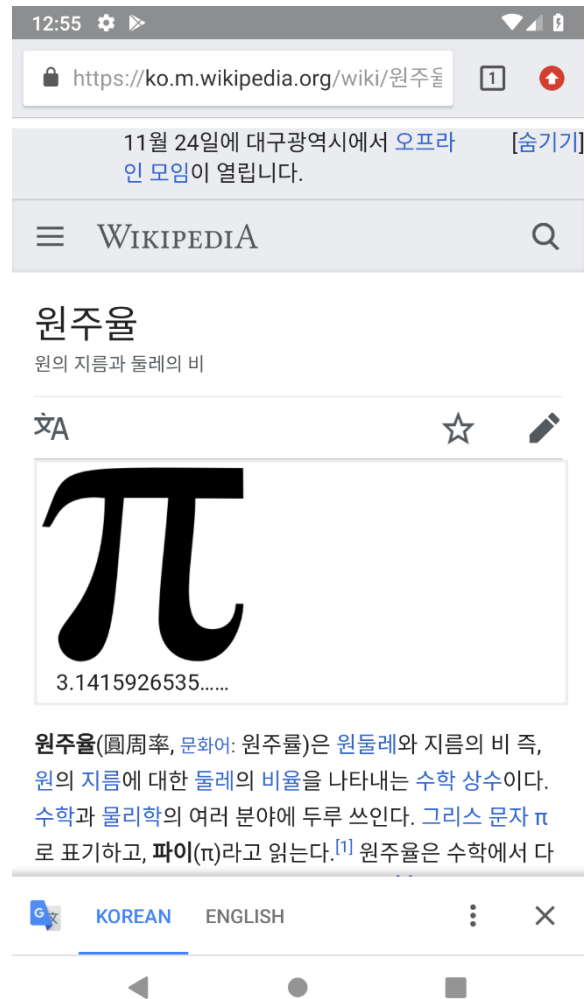 12:55
https://ko.m.wikipedia.org/wiki/원주율
1
11월 24일에 대구광역시에서 오프라 [숨기기]
인 모임이 열립니다.
WIKIPEDIA
원주율
원의 지름과 둘레의 비
文A
π
3.1415926535……
원주율(圓周率, 문화어: 원주률)은 원둘레와 지름의 비 즉,
원의 지름에 대한 둘레의 비율을 나타내는 수학 상수이다.
수학과 물리학의 여러 분야에 두루 쓰인다. 그리스 문자 π
로 표기하고, 파이(π)라고 읽는다.[1] 원주율은 수학에서 다
G文 KOREAN ENGLISH